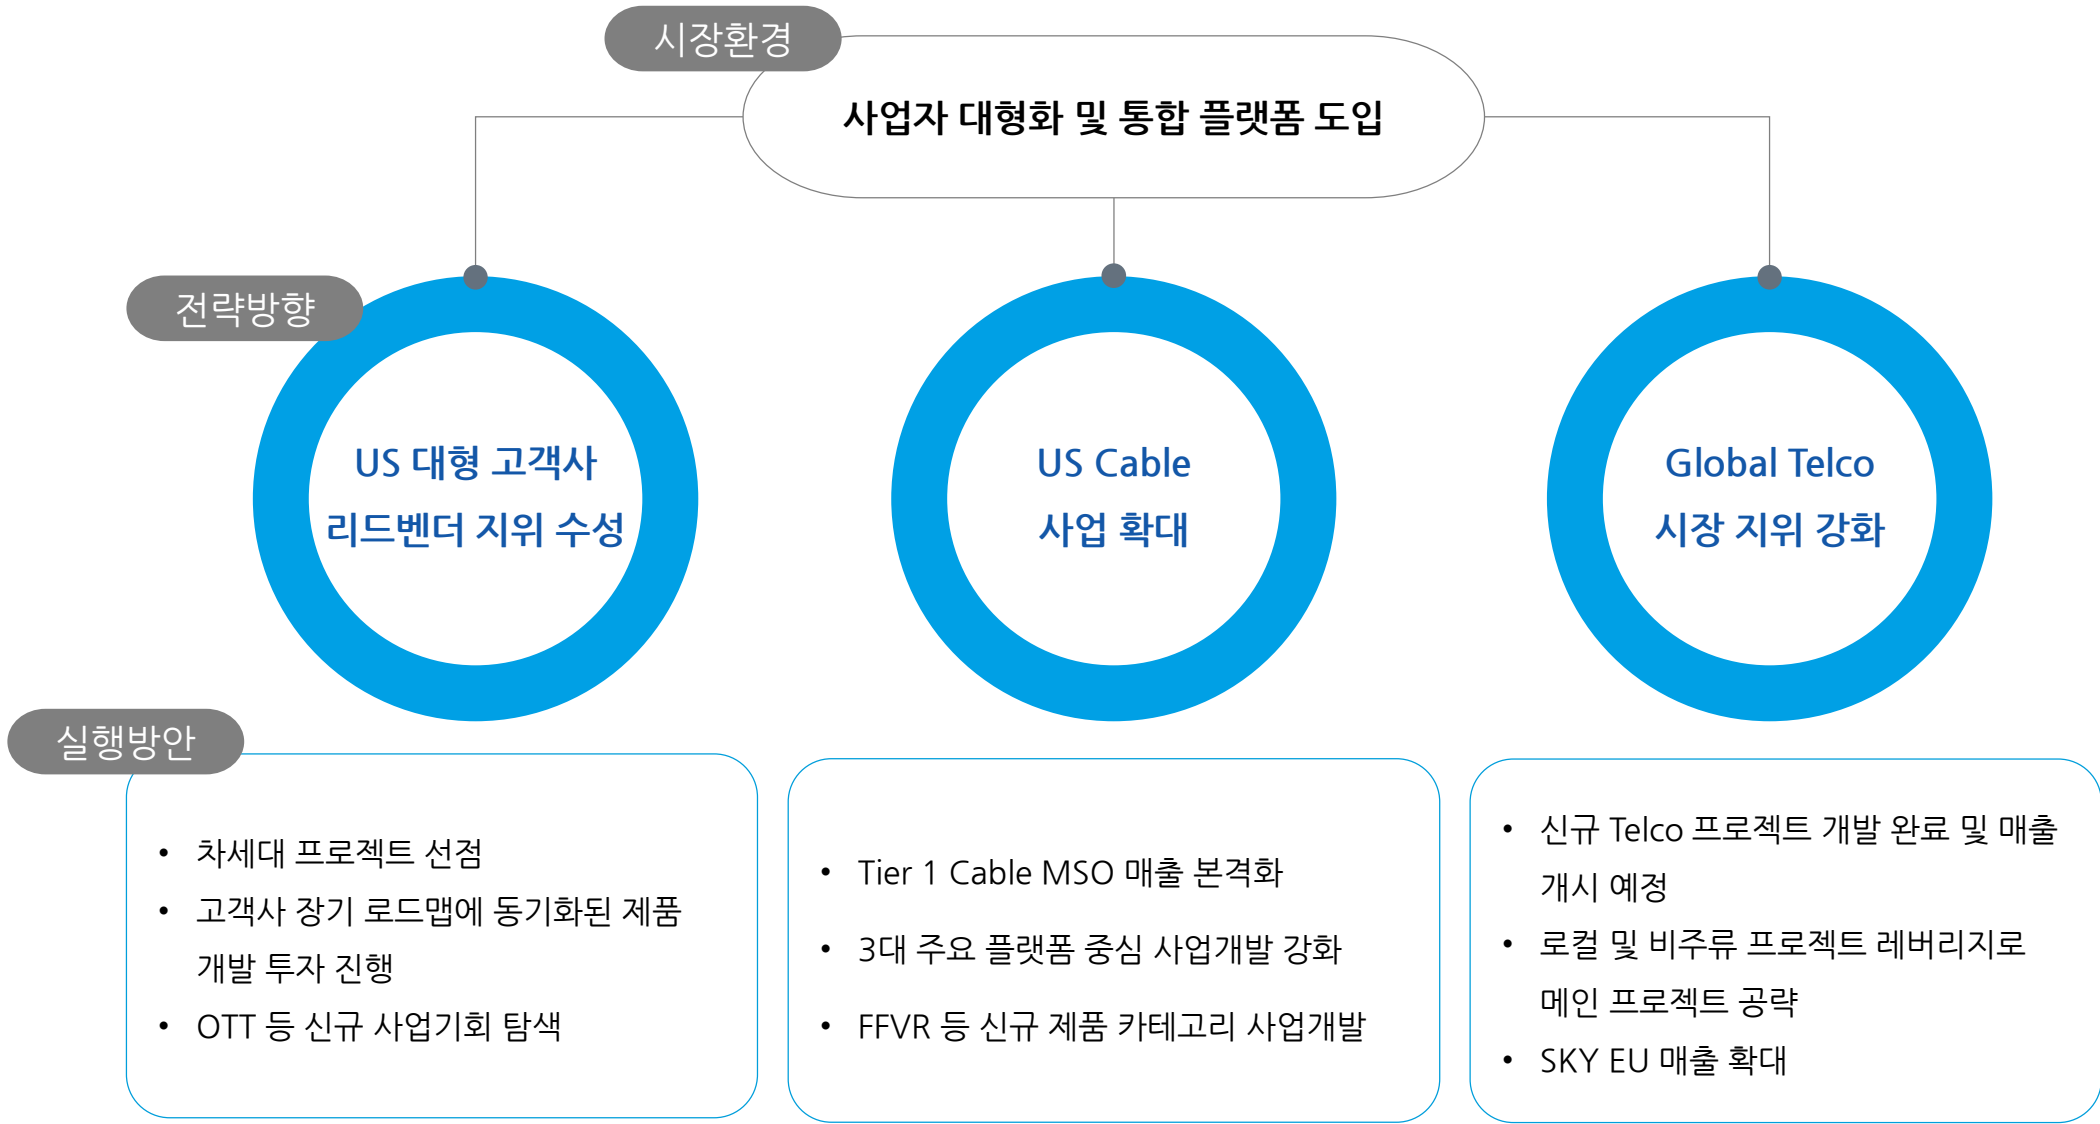 시장환경
사업자 대형화 및 통합 플랫폼 도입
전략방향
US 대형 고객사
리드벤더 지위 수성
US Cable
사업 확대
Global Telco
시장 지위 강화
실행방안
• 차세대 프로젝트 선점
• 고객사 장기 로드맵에 동기화된 제품
개발 투자 진행
• OTT 등 신규 사업기회 탐색
• Tier 1 Cable MSO 매출 본격화
• 3대 주요 플랫폼 중심 사업개발 강화
• FFVR 등 신규 제품 카테고리 사업개발
• 신규 Telco 프로젝트 개발 완료 및 매출
개시 예정
• 로컬 및 비주류 프로젝트 레버리지로
메인 프로젝트 공략
• SKY EU 매출 확대